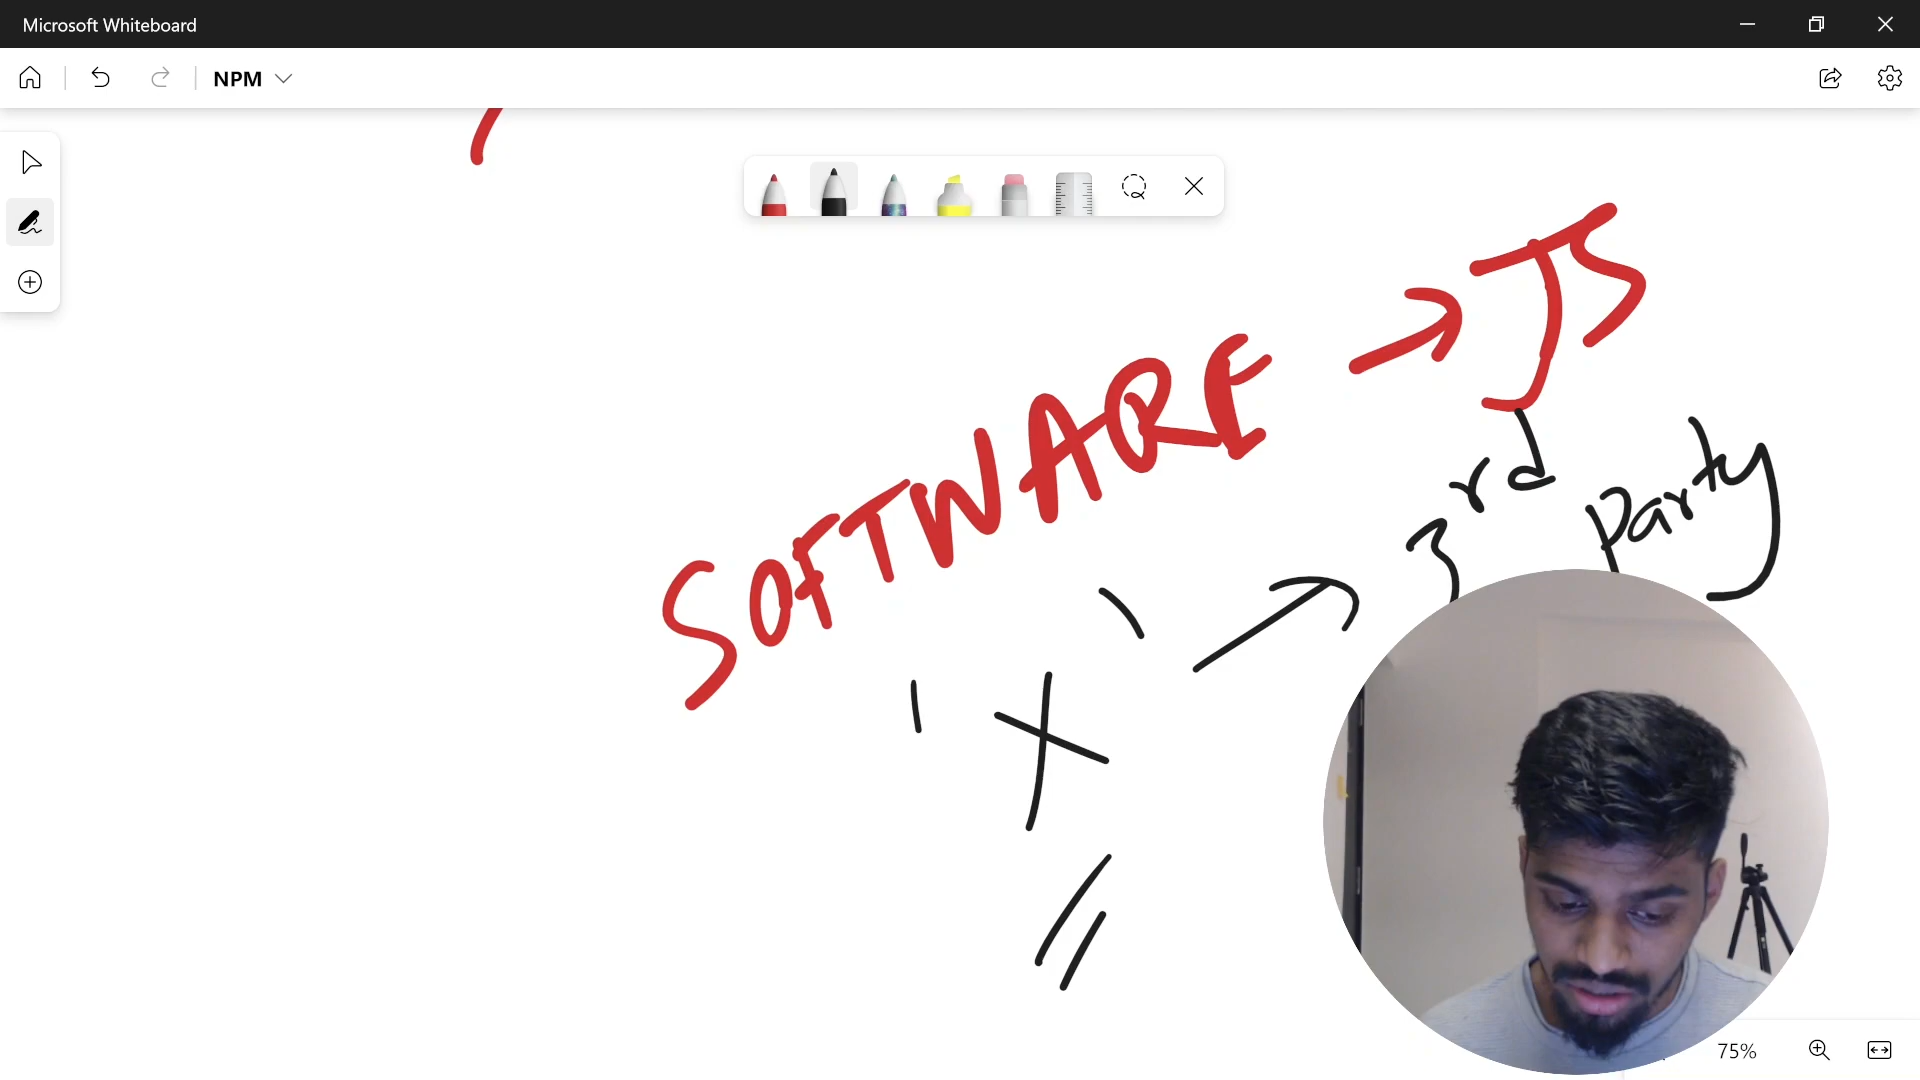 Microsoft Whiteboard
NPM
SOFTWARE → JS
'X' → 3rd party
75%